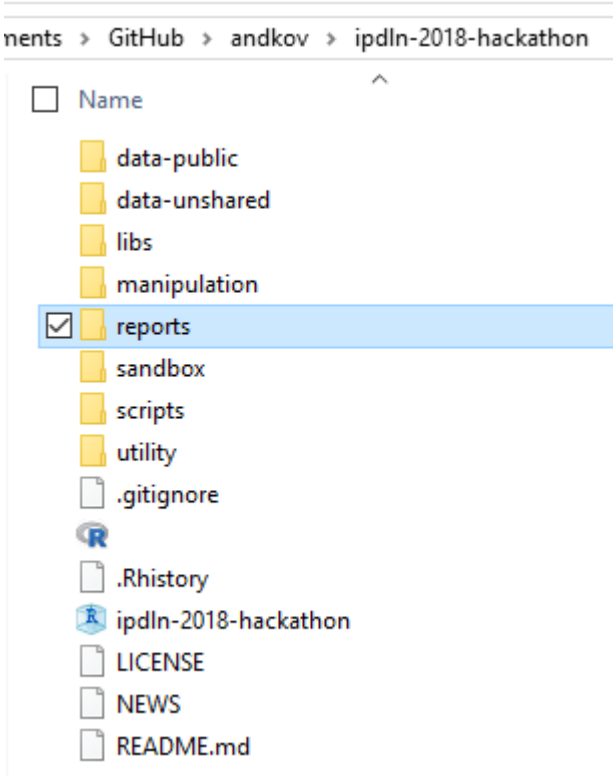 ments > GitHub > andkov > ipdln-2018-hackathon
Name
data-public
data-unshared
libs
manipulation
reports
sandbox
scripts
utility
.gitignore
.Rhistory
ipdln-2018-hackathon
LICENSE
NEWS
README.md